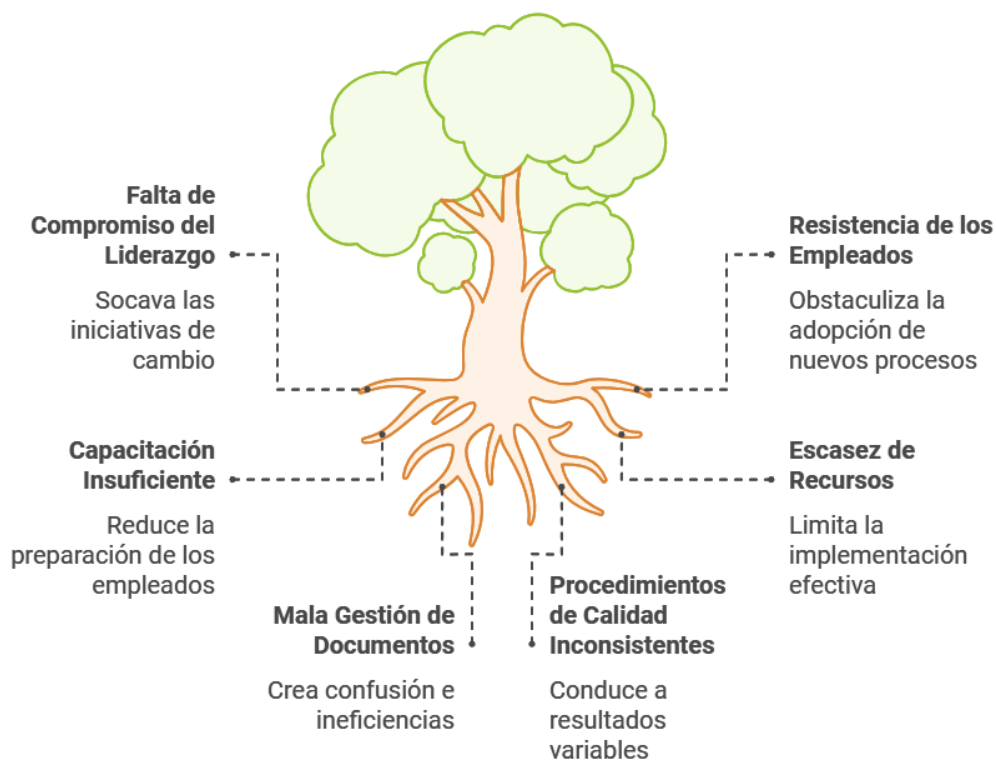 Falta de
Compromiso del
Liderazgo
Socava las
iniciativas de
cambio
Resistencia de los
Empleados
Obstaculiza la
adopción de
nuevos procesos
Capacitación
Insuficiente
Reduce la
preparación de los
empleados
Escasez de
Recursos
Limita la
implementación
efectiva
Mala Gestión de
Documentos
Crea confusión e
ineficiencias
Procedimientos
de Calidad
Inconsistentes
Conduce a
resultados
variables